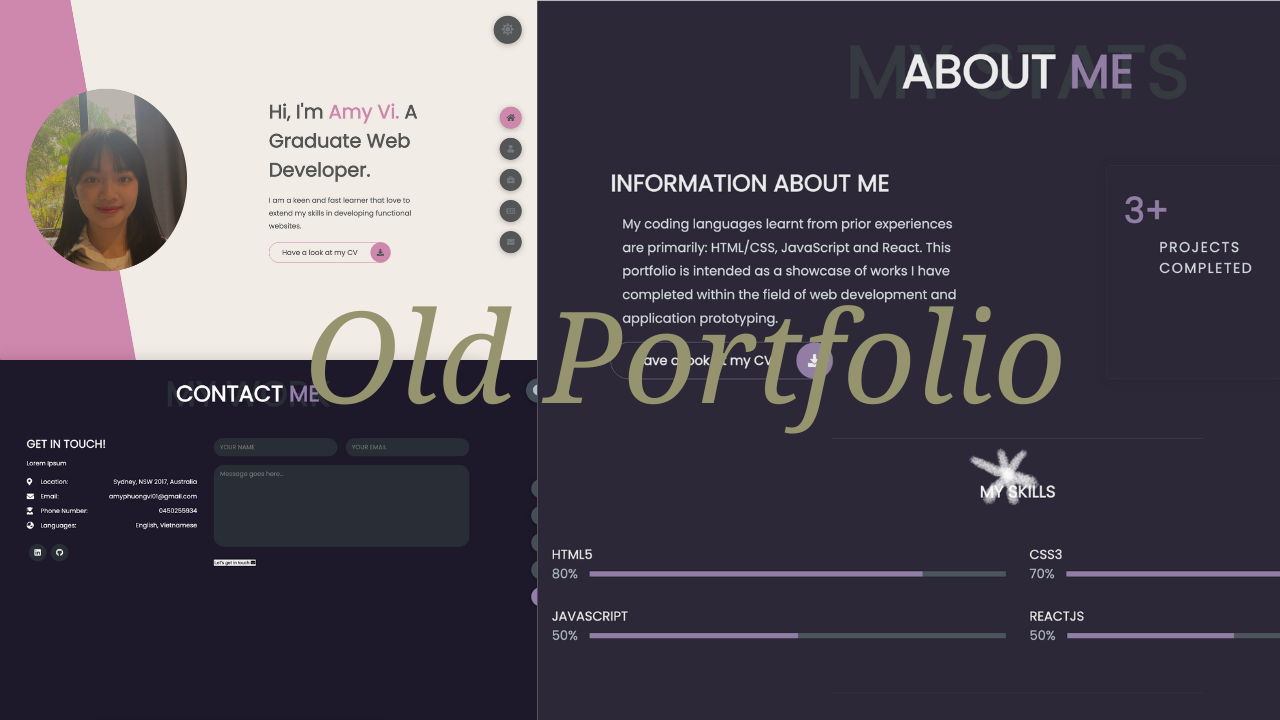 Hi, I'm Amy Vi. A
Graduate Web
Developer.
I am a keen and fast learner that love to
extend my skills in developing functional
websites.
Have a look at my CV
MY STATS
ABOUT ME
INFORMATION ABOUT ME
My coding languages learnt from prior experiences
are primarily: HTML/CSS, JavaScript and React. This
portfolio is intended as a showcase of works I have
completed within the field of web development and
application prototyping.
Have a look at my CV
3+
PROJECTS
COMPLETED
Old Portfolio
MY WORK
CONTACT ME
GET IN TOUCH!
Lorem Ipsum
Location: Sydney, NSW 2017, Australia
Email: amyphuongvi01@gmail.com
Phone Number: 0450255934
Languages: English, Vietnamese
YOUR NAME
YOUR EMAIL
Message goes here...
Let's get in touch
MY SKILLS
HTML5
80%
CSS3
70%
JAVASCRIPT
50%
REACTJS
50%